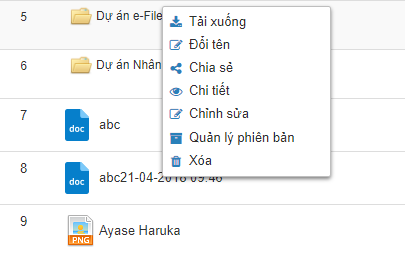 5 Dự án e-File
Tải xuống
Đổi tên
Chia sẻ
6 Dự án Nhân
Chi tiết
Chỉnh sửa
7 doc abc
Quản lý phiên bản
Xóa
8 doc abc21-04-2018 09:46
9 PNG Ayase Haruka